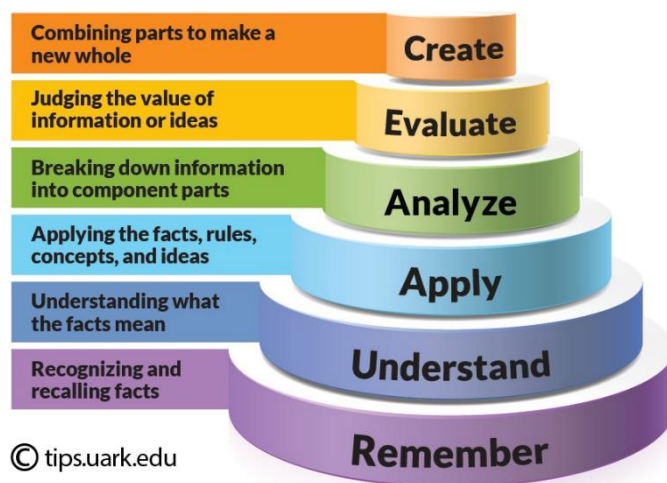 Combining parts to make a
new whole
Create
Judging the value of
information or ideas
Evaluate
Breaking down information
into component parts
Analyze
Applying the facts, rules,
concepts, and ideas
Apply
Understanding what
the facts mean
Understand
Recognizing and
recalling facts
Remember
© tips.uark.edu